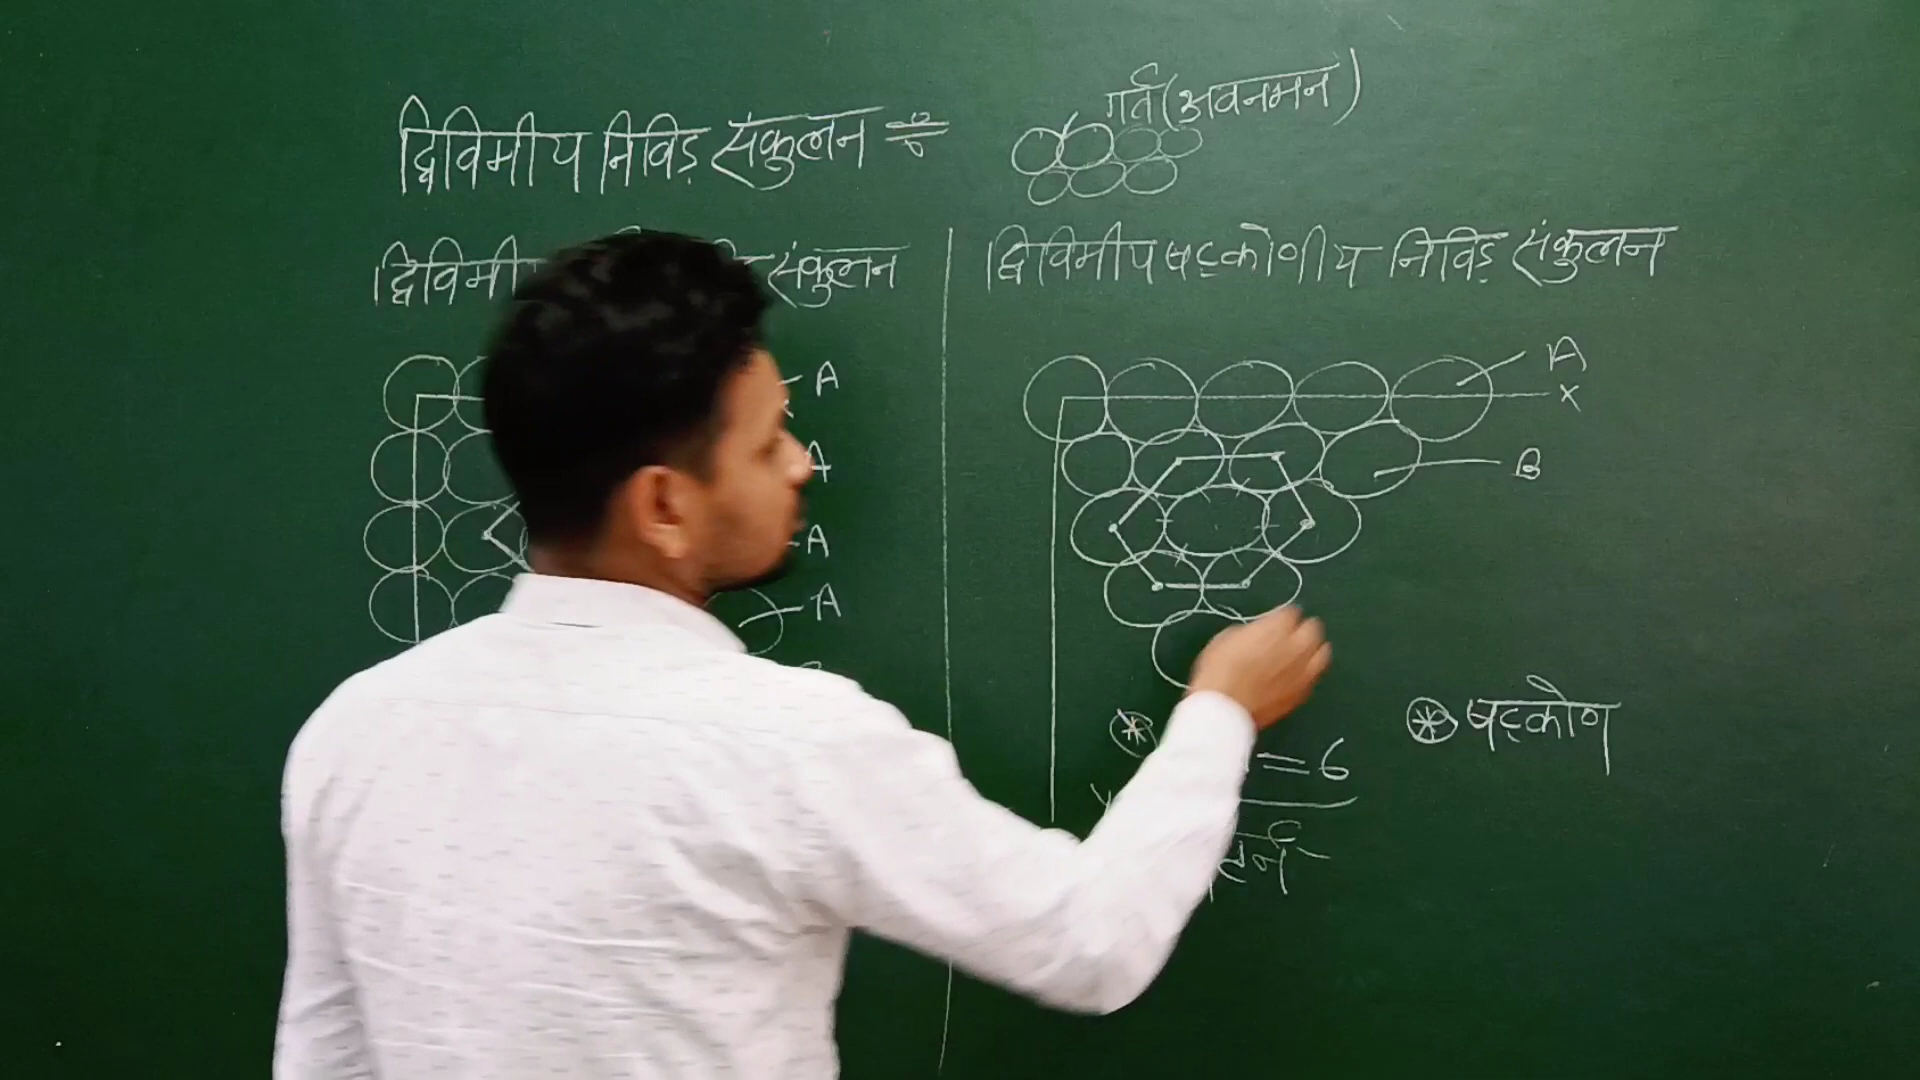 गर्त (अवनमन)
द्विविमीय निविड़ संकुलन ÷
संकुलन
द्विविमीय षट्कोणीय निविड़ संकुलन
A
A
A
A
A
X
B
= 6
षट्कोण